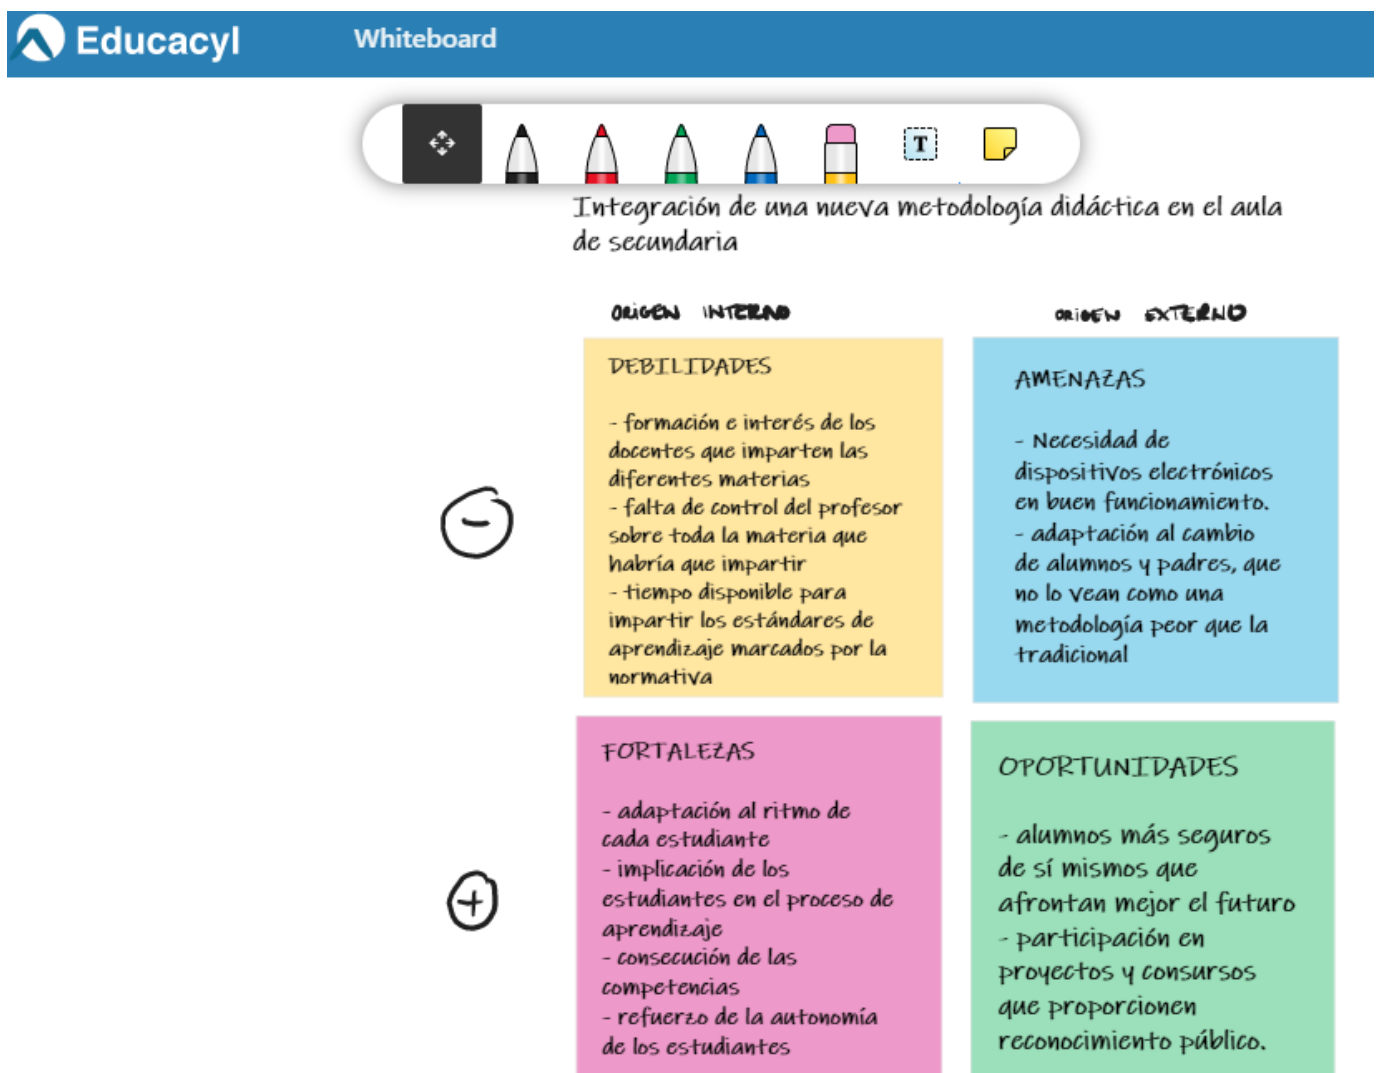 Educacyl
Whiteboard
T
Integración de una nueva metodología didáctica en el aula
de secundaria
ORIGEN INTERNO
ORIGEN EXTERNO
DEBILIDADES
- formación e interés de los
docentes que imparten las
diferentes materias
- falta de control del profesor
sobre toda la materia que
habría que impartir
- tiempo disponible para
impartir los estándares de
aprendizaje marcados por la
normativa
AMENAZAS
- Necesidad de
dispositivos electrónicos
en buen funcionamiento.
- adaptación al cambio
de alumnos y padres, que
no lo vean como una
metodología peor que la
tradicional
-
+
FORTALEZAS
- adaptación al ritmo de
cada estudiante
- implicación de los
estudiantes en el proceso de
aprendizaje
- consecución de las
competencias
- refuerzo de la autonomía
de los estudiantes
OPORTUNIDADES
- alumnos más seguros
de sí mismos que
afrontan mejor el futuro
- participación en
proyectos y consursos
que proporcionen
reconocimiento público.